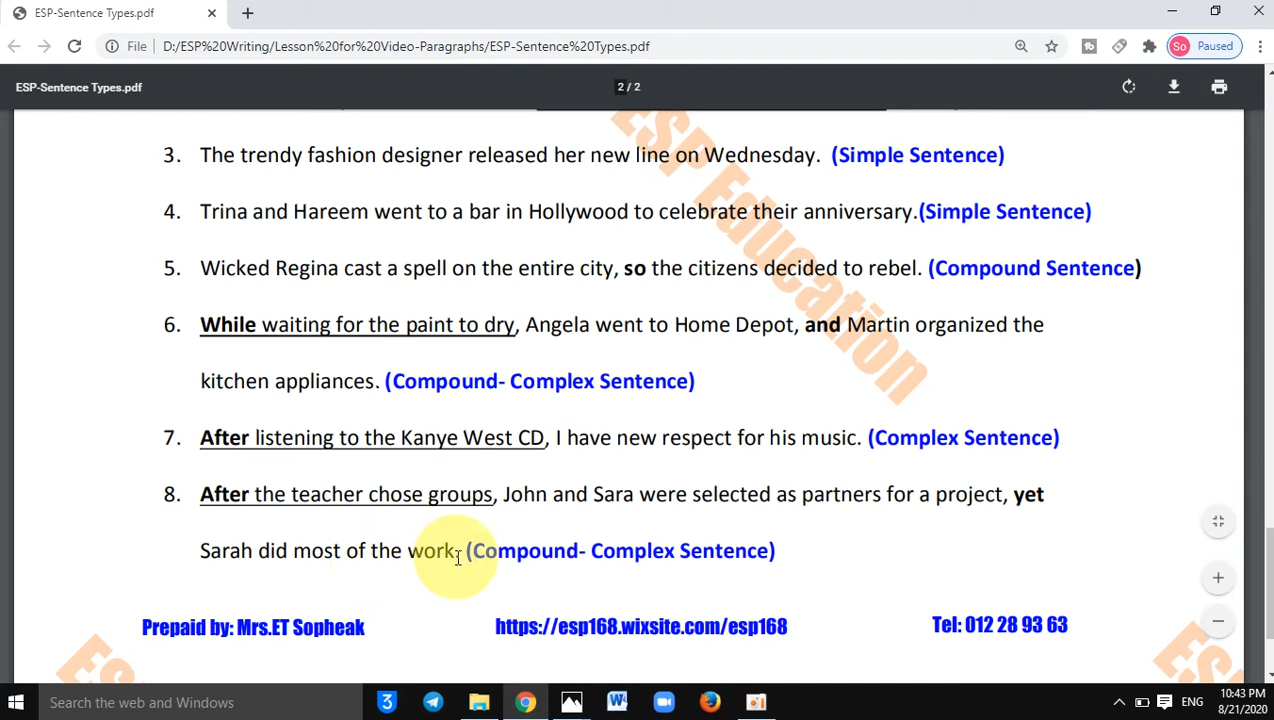 ESP-Sentence Types.pdf
File D:/ESP%20Writing/Lesson%20for%20Video-Paragraphs/ESP-Sentence%20Types.pdf
So Paused
ESP-Sentence Types.pdf 2 / 2
3. The trendy fashion designer released her new line on Wednesday. (Simple Sentence)
4. Trina and Hareem went to a bar in Hollywood to celebrate their anniversary.(Simple Sentence)
5. Wicked Regina cast a spell on the entire city, so the citizens decided to rebel. (Compound Sentence)
6. While waiting for the paint to dry, Angela went to Home Depot, and Martin organized the
kitchen appliances. (Compound- Complex Sentence)
7. After listening to the Kanye West CD, I have new respect for his music. (Complex Sentence)
8. After the teacher chose groups, John and Sara were selected as partners for a project, yet
Sarah did most of the work. (Compound- Complex Sentence)
ESP Education
Prepaid by: Mrs.ET Sopheak https://esp168.wixsite.com/esp168 Tel: 012 28 93 63
ESP
ESP
Search the web and Windows
ENG
10:43 PM
8/21/2020